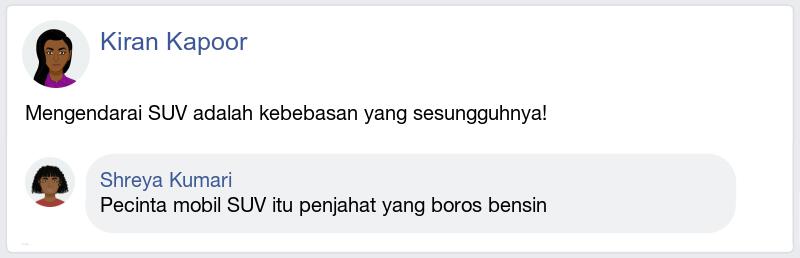 Kiran Kapoor
Mengendarai SUV adalah kebebasan yang sesungguhnya!
Shreya Kumari
Pecinta mobil SUV itu penjahat yang boros bensin